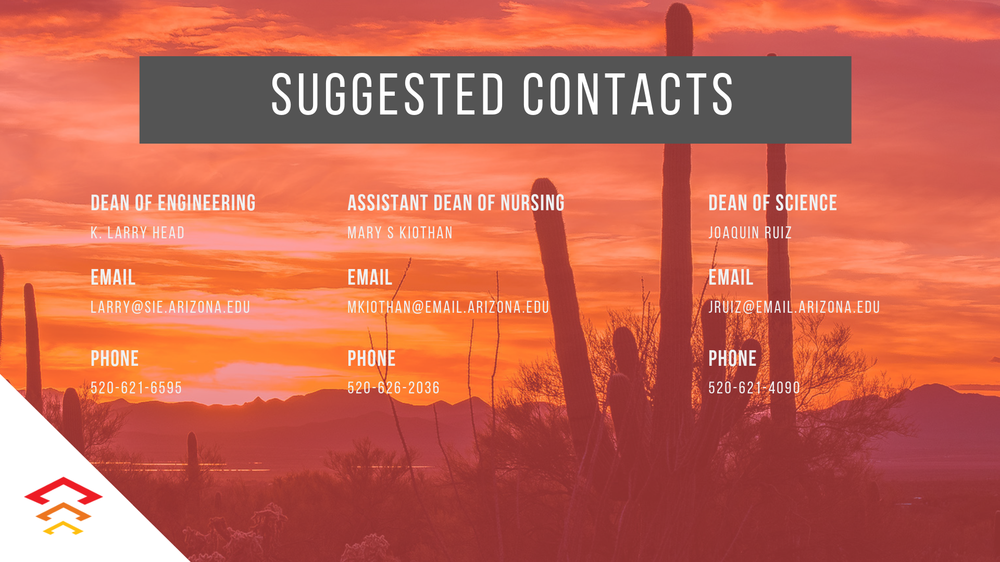 SUGGESTED CONTACTS
DEAN OF ENGINEERING
K. LARRY HEAD
EMAIL
LARRY@SIE.ARIZONA.EDU
PHONE
520-621-6595
ASSISTANT DEAN OF NURSING
MARY S KIOTHAN
EMAIL
MKIOTHAN@EMAIL.ARIZONA.EDU
PHONE
520-626-2036
DEAN OF SCIENCE
JOAQUIN RUIZ
EMAIL
JRUIZ@EMAIL.ARIZONA.EDU
PHONE
520-621-4090